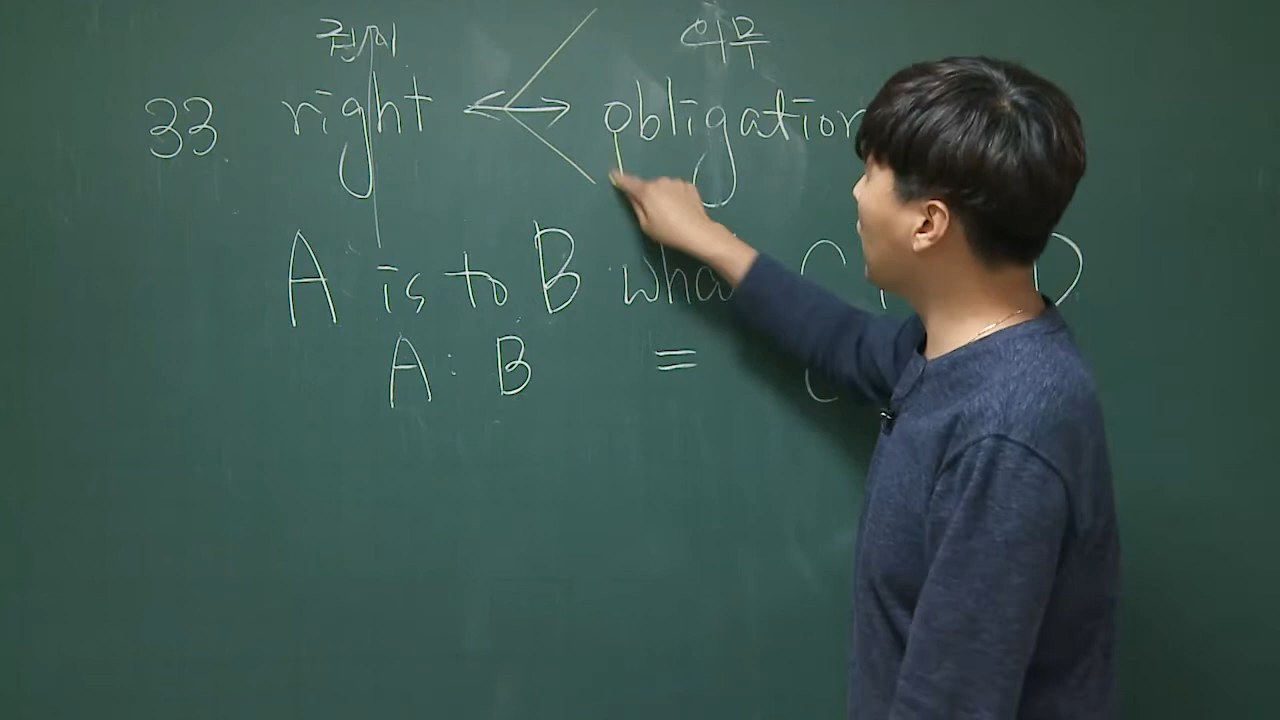 권리 의무
33 right ↔ obligation
A is to B wha C D
A : B =